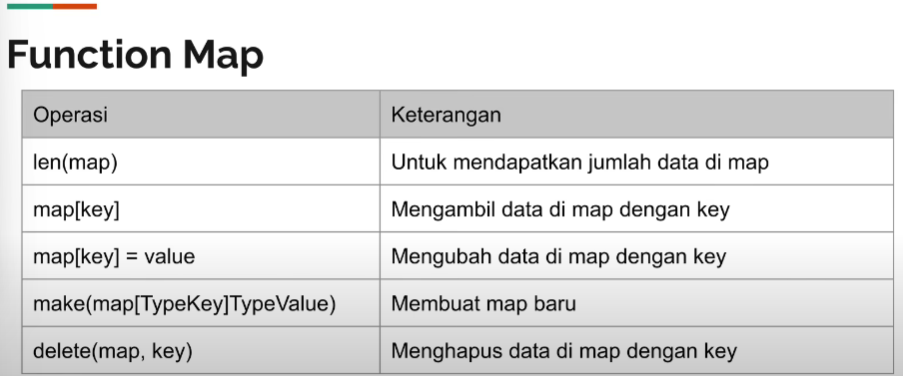 Function Map
Operasi Keterangan
len(map) Untuk mendapatkan jumlah data di map
map[key] Mengambil data di map dengan key
map[key] = value Mengubah data di map dengan key
make(map[TypeKey]TypeValue) Membuat map baru
delete(map, key) Menghapus data di map dengan key